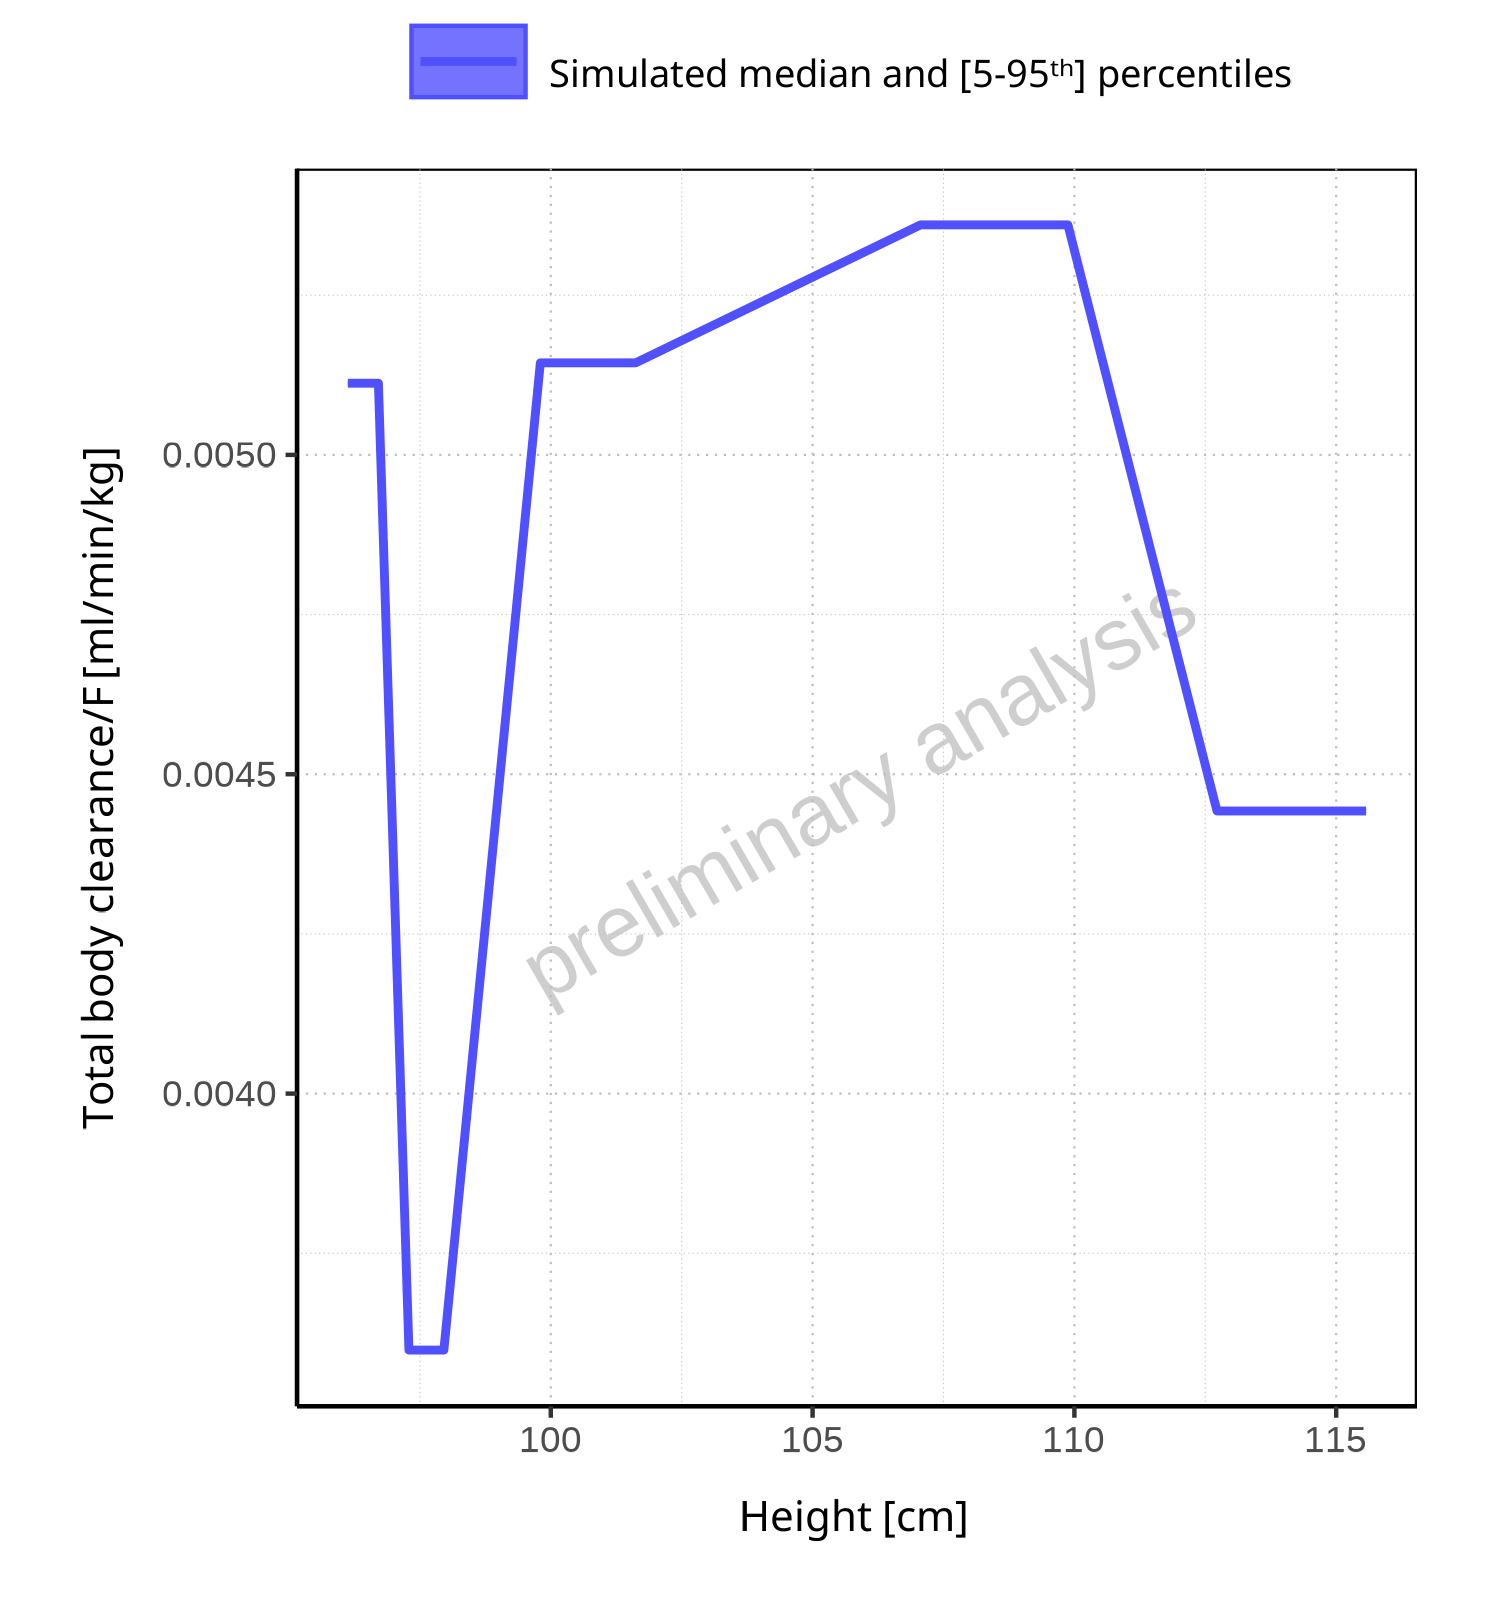 Simulated median and [5-95ᵗʰ] percentiles
Total body clearance/F [ml/min/kg]
0.0050
0.0045
0.0040
preliminary analysis
100 105 110 115
Height [cm]